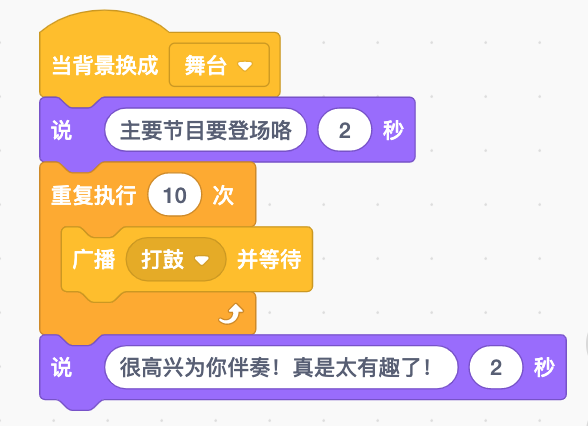 当背景换成 舞台
说 主要节目要登场咯 2 秒
重复执行 10 次
广播 打鼓 并等待
说 很高兴为你伴奏！真是太有趣了！ 2 秒